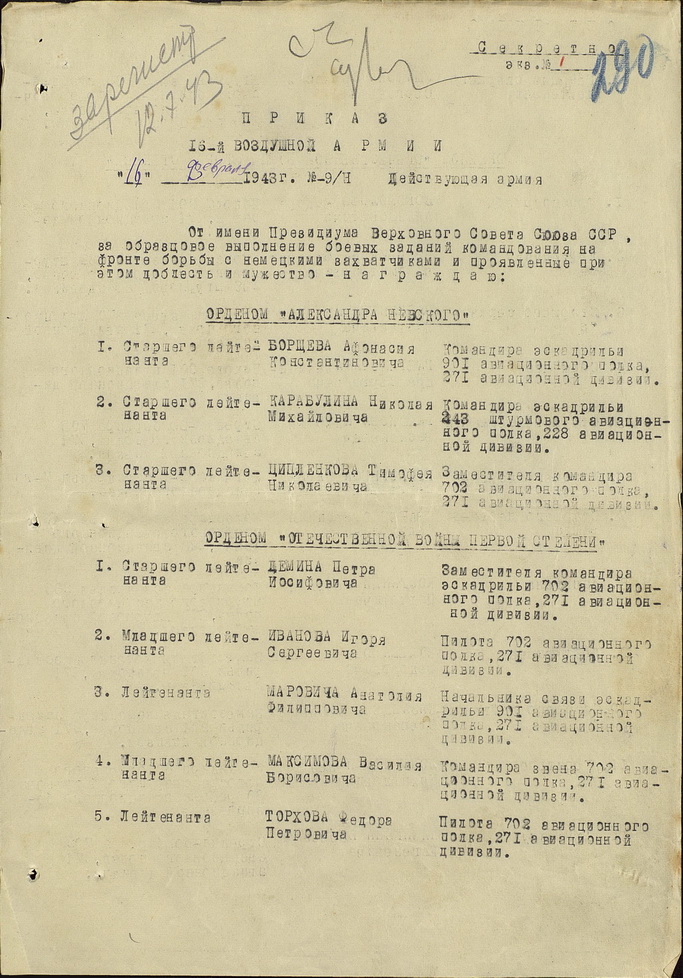 зарегистр
12.7.43
Секретно
экз.№ 1
290
ПРИКАЗ
16-й ВОЗДУШНОЙ АРМИИ
"16" февраля 1943г. №-9/Н Действующая армия
От имени Президиума Верховного Совета Союза ССР,
за образцовое выполнение боевых заданий командования на
фронте борьбы с немецкими захватчиками и проявленные при
этом доблесть и мужество - награждаю:
ОРДЕНОМ "АЛЕКСАНДРА НЕВСКОГО"
1. Старшего лейте- БОРЩЕВА Афонасия Командира эскадрильи
нанта Константиновича 901 авиационного полка,
271 авиационной дивизии.
2. Старшего лейте- КАРАБУЛИНА Николая Командира эскадрильи
нанта Михайловича 243 штурмового авиацион-
ного полка,228 авиацион-
ной дивизии.
3. Старшего лейте- ЦИПЛЕНКОВА Тимофея Заместителя командира
нанта Николаевича 702 авиационного полка,
271 авиационной дивизии.
ОРДЕНОМ "ОТЕЧЕСТВЕННОЙ ВОЙНЫ ПЕРВОЙ СТЕПЕНИ"
1. Старшего лейте- ДЕМИНА Петра Заместителя командира
нанта Иосифовича эскадрильи 702 авиацион-
ного полка,271 авиацион-
ной дивизии.
2. Младшего лейте- ИВАНОВА Игоря Пилота 702 авиационного
нанта Сергеевича полка,271 авиационной
дивизии.
3. Лейтенанта МАРОВИЧА Анатолия Начальника связи эскад-
Филипповича рильи 901 авиационного
полка,271 авиационной
дивизии.
4. Младшего лейте- МАКСИМОВА Василия Командира звена 702 авиа-
нанта Борисовича ционного полка,271 авиа-
ционной дивизии.
5. Лейтенанта ТОРХОВА Федора Пилота 702 авиационного
Петровича полка,271 авиационной
дивизии.